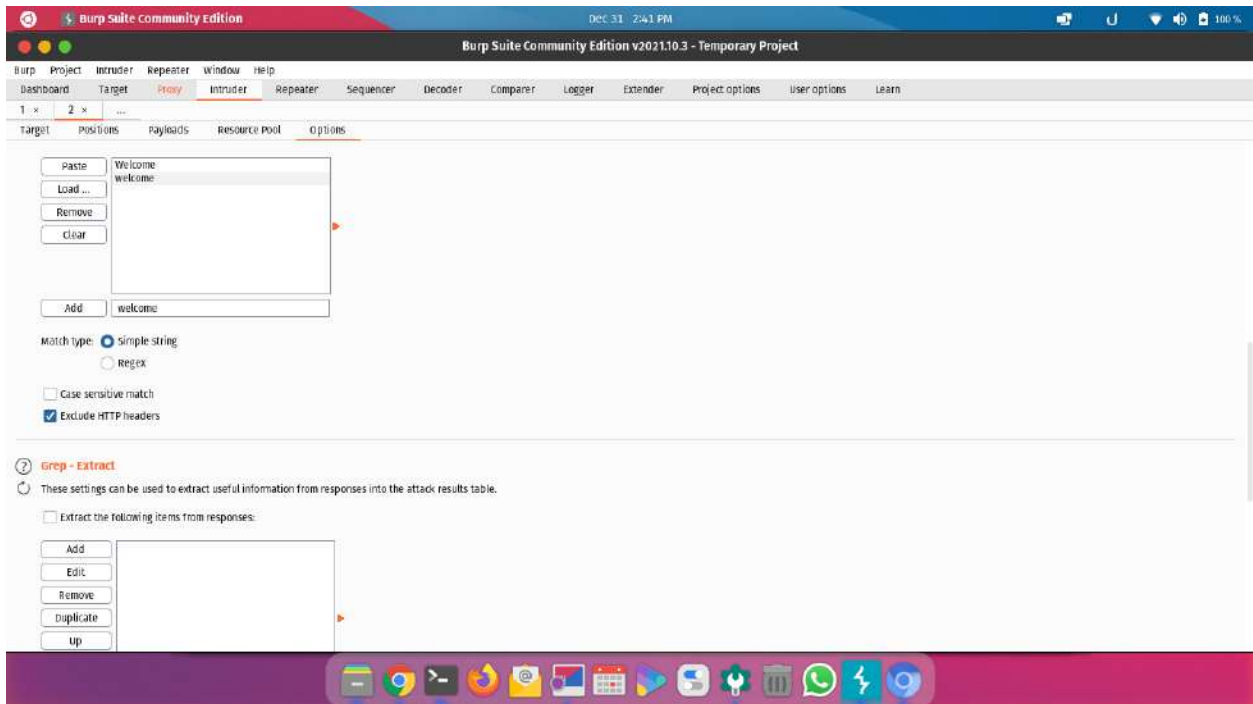 Burp Suite Community Edition
Dec 31 2:41 PM
100 %
Burp Suite Community Edition v2021.10.3 - Temporary Project
Burp Project Intruder Repeater Window Help
Dashboard Target Proxy Intruder Repeater Sequencer Decoder Comparer Logger Extender Project options User options Learn
1 × 2 × ...
Target Positions Payloads Resource Pool Options
Paste
Load ...
Remove
Clear
Welcome
welcome
Add welcome
Match type: Simple string
Regex
Case sensitive match
Exclude HTTP headers
? Grep - Extract
These settings can be used to extract useful information from responses into the attack results table.
Extract the following items from responses:
Add
Edit
Remove
Duplicate
Up